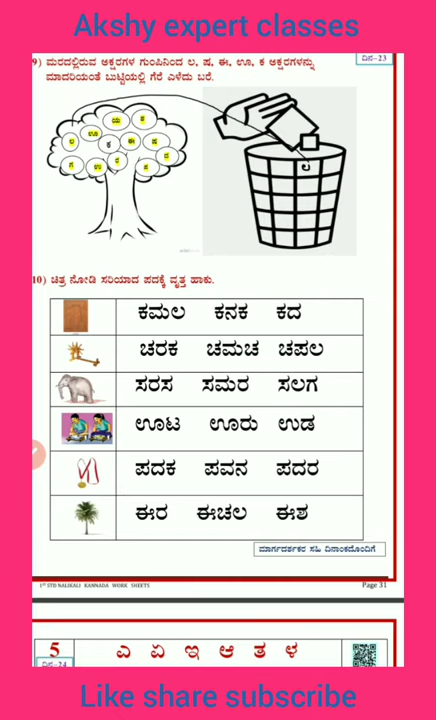 Akshy expert classes
9) ಮರದಲ್ಲಿರುವ ಅಕ್ಷರಗಳ ಗುಂಪಿನಿಂದ ಲ, ಷ, ಈ, ಊ, ಕ ಅಕ್ಷರಗಳನ್ನು
ಮಾದರಿಯಂತೆ ಬುಟ್ಟಿಯಲ್ಲಿ ಗೆರೆ ಎಳೆದು ಬರೆ.
ದಿನ-23
ಯ
ಊ
ಲ
ಕ
ಈ
ಷ
ಗ
ಉ
ಲ
10) ಚಿತ್ರ ನೋಡಿ ಸರಿಯಾದ ಪದಕ್ಕೆ ವೃತ್ತ ಹಾಕು.
ಕಮಲ ಕನಕ ಕದ
ಚರಕ ಚಮಚ ಚಪಲ
ಸರಸ ಸಮರ ಸಲಗ
ಊಟ ಊರು ಉಡ
ಪದಕ ಪವನ ಪದರ
ಈರ ಈಚಲ ಈಶ
ಮಾರ್ಗದರ್ಶಕರ ಸಹಿ ದಿನಾಂಕದೊಂದಿಗೆ
1ST STD NALIKALI KANNADA WORK SHEETS Page 31
5 ಎ ಏ ಇ ಆ ತ ಳ
ದಿನ-24
Like share subscribe